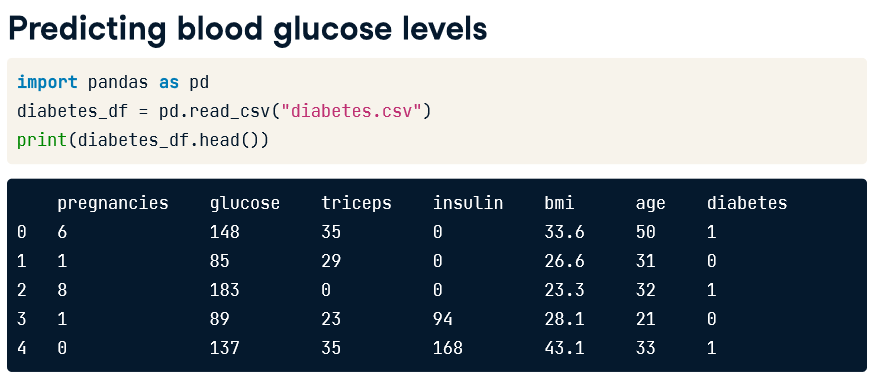 Predicting blood glucose levels
import pandas as pd
diabetes_df = pd.read_csv("diabetes.csv")
print(diabetes_df.head())
pregnancies glucose triceps insulin bmi age diabetes
0 6 148 35 0 33.6 50 1
1 1 85 29 0 26.6 31 0
2 8 183 0 0 23.3 32 1
3 1 89 23 94 28.1 21 0
4 0 137 35 168 43.1 33 1